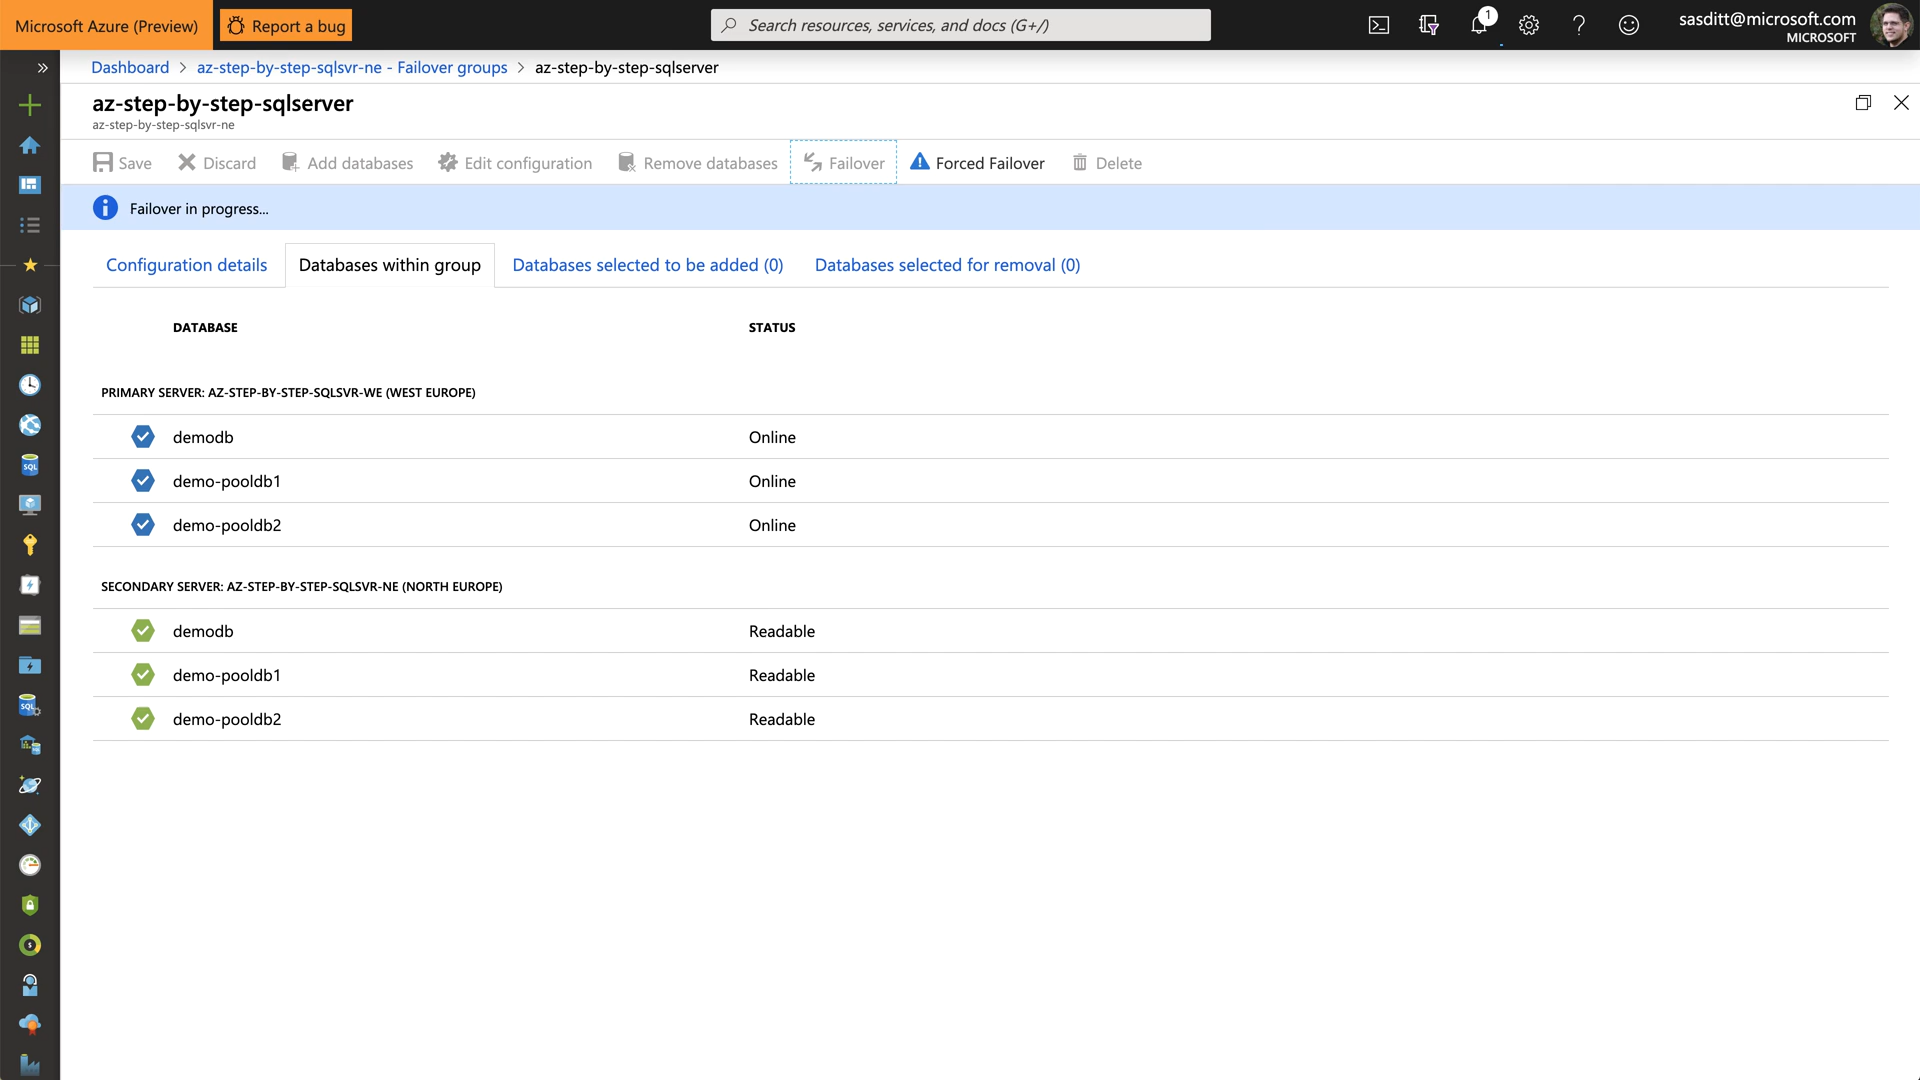 Microsoft Azure (Preview)
Report a bug
Search resources, services, and docs (G+/)
1
sasditt@microsoft.com
MICROSOFT
Dashboard > az-step-by-step-sqlsvr-ne - Failover groups > az-step-by-step-sqlserver
az-step-by-step-sqlserver
az-step-by-step-sqlsvr-ne
Save Discard Add databases Edit configuration Remove databases Failover Forced Failover Delete
Failover in progress...
Configuration details Databases within group Databases selected to be added (0) Databases selected for removal (0)
DATABASE STATUS
PRIMARY SERVER: AZ-STEP-BY-STEP-SQLSVR-WE (WEST EUROPE)
demodb Online
demo-pooldb1 Online
demo-pooldb2 Online
SECONDARY SERVER: AZ-STEP-BY-STEP-SQLSVR-NE (NORTH EUROPE)
demodb Readable
demo-pooldb1 Readable
demo-pooldb2 Readable
SQL
SQL